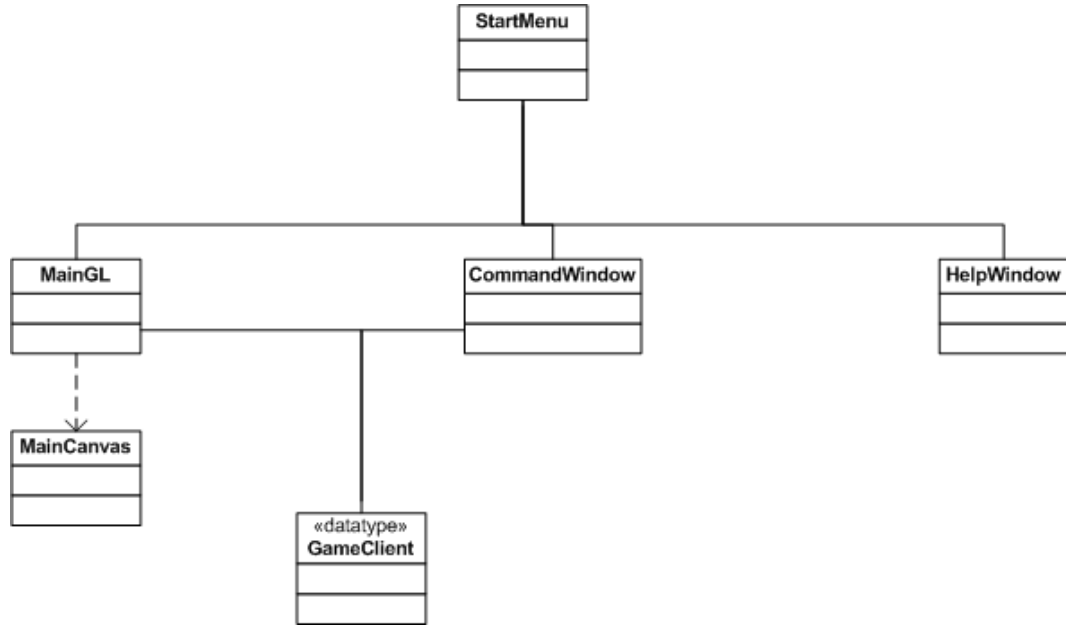 StartMenu
MainGL
CommandWindow
HelpWindow
MainCanvas
«datatype»
GameClient